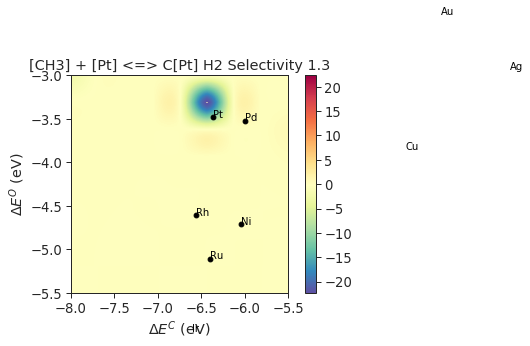 Au
Ag
[CH3] + [Pt] <=> C[Pt] H2 Selectivity 1.3
Cu
−3.0
−3.5
−4.0
−4.5
−5.0
−5.5
ΔE^O (eV)
Pt
Pd
Rh
Ni
Ru
−8.0 −7.5 −7.0 −6.5 −6.0 −5.5
ΔE^C (eV)
Ir
20
15
10
5
0
−5
−10
−15
−20